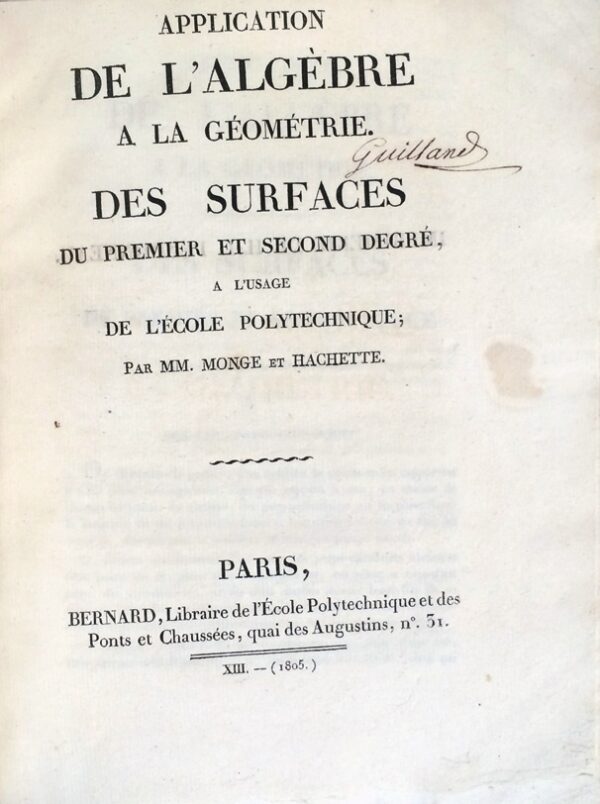 APPLICATION
DE L'ALGÈBRE
A LA GÉOMÉTRIE.
Guilland
DES SURFACES
DU PREMIER ET SECOND DEGRÉ,
A L'USAGE
DE L'ÉCOLE POLYTECHNIQUE;
PAR MM. MONGE ET HACHETTE.
PARIS,
BERNARD, Libraire de l'École Polytechnique et des
Ponts et Chaussées, quai des Augustins, nº. 31.
XIII. — (1805.)